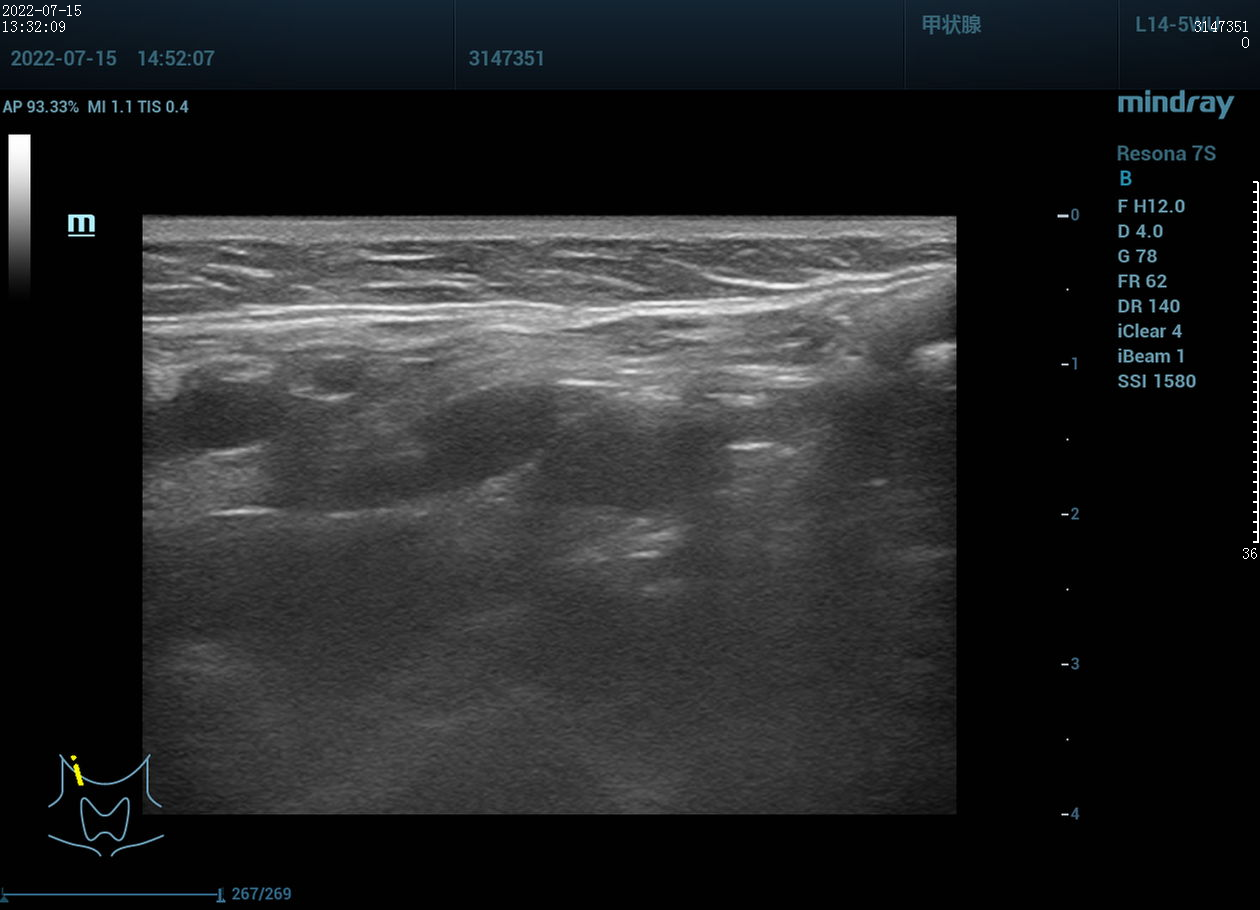 2022-07-15
13:32:09
甲状腺
L14-5WU
3147351
0
2022-07-15 14:52:07
3147351
AP 93.33% MI 1.1 TIS 0.4
mindray
Resona 7S
B
F H12.0
D 4.0
G 78
FR 62
DR 140
iClear 4
iBeam 1
SSI 1580
m
0
1
2
3
4
36
267/269